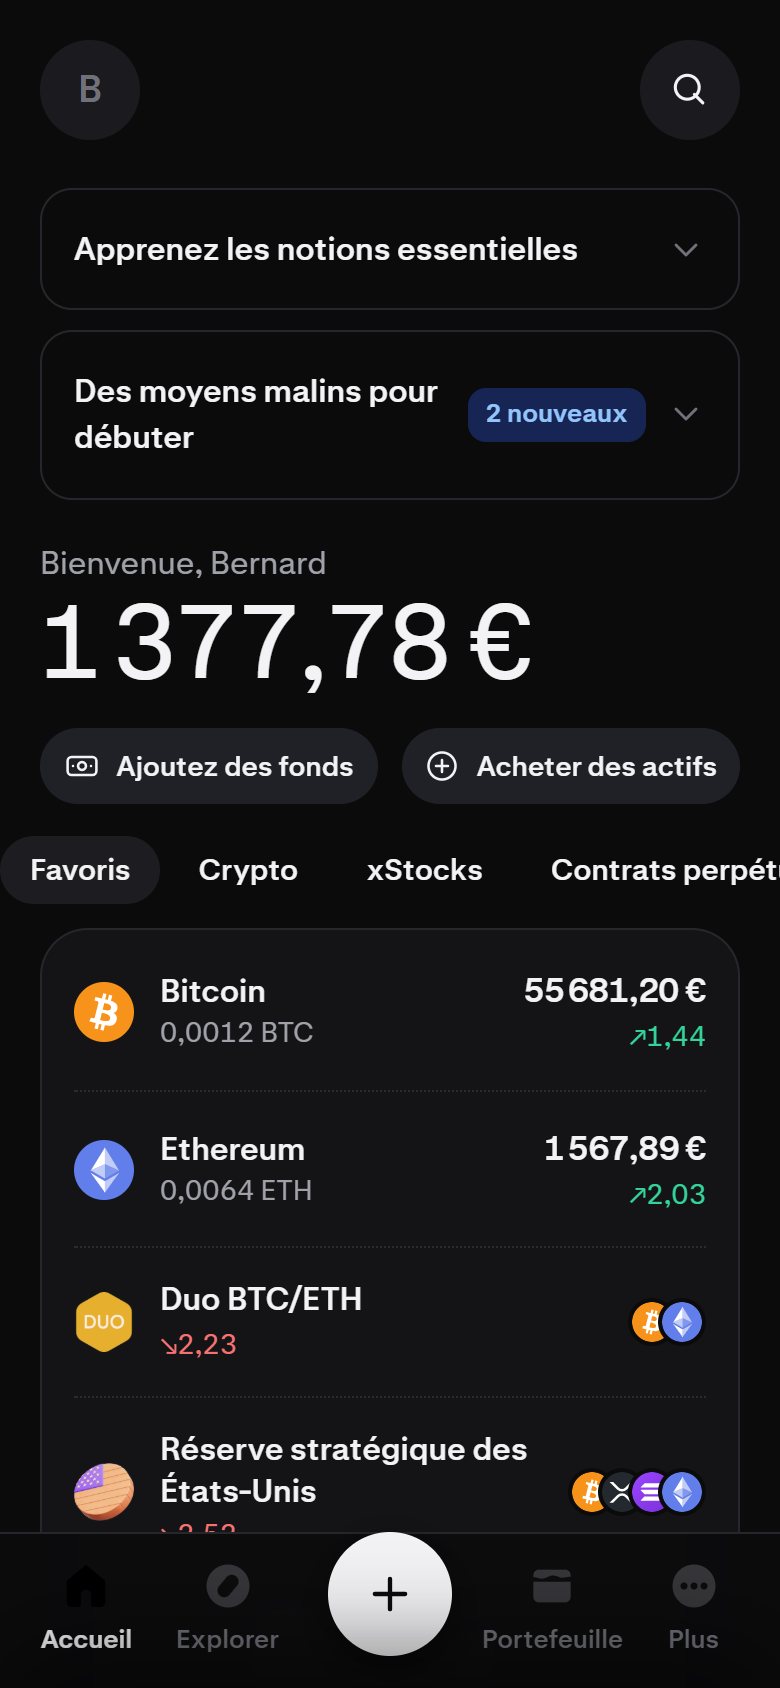 B
Apprenez les notions essentielles
Des moyens malins pour
débuter
2 nouveaux
Bienvenue, Bernard
1 377,78 €
Ajoutez des fonds
Acheter des actifs
Favoris
Crypto
xStocks
Contrats perpét
Bitcoin
55 681,20 €
0,0012 BTC
↗1,44
Ethereum
1 567,89 €
0,0064 ETH
↗2,03
DUO
Duo BTC/ETH
↘2,23
Réserve stratégique des
États-Unis
Accueil
Explorer
Portefeuille
Plus